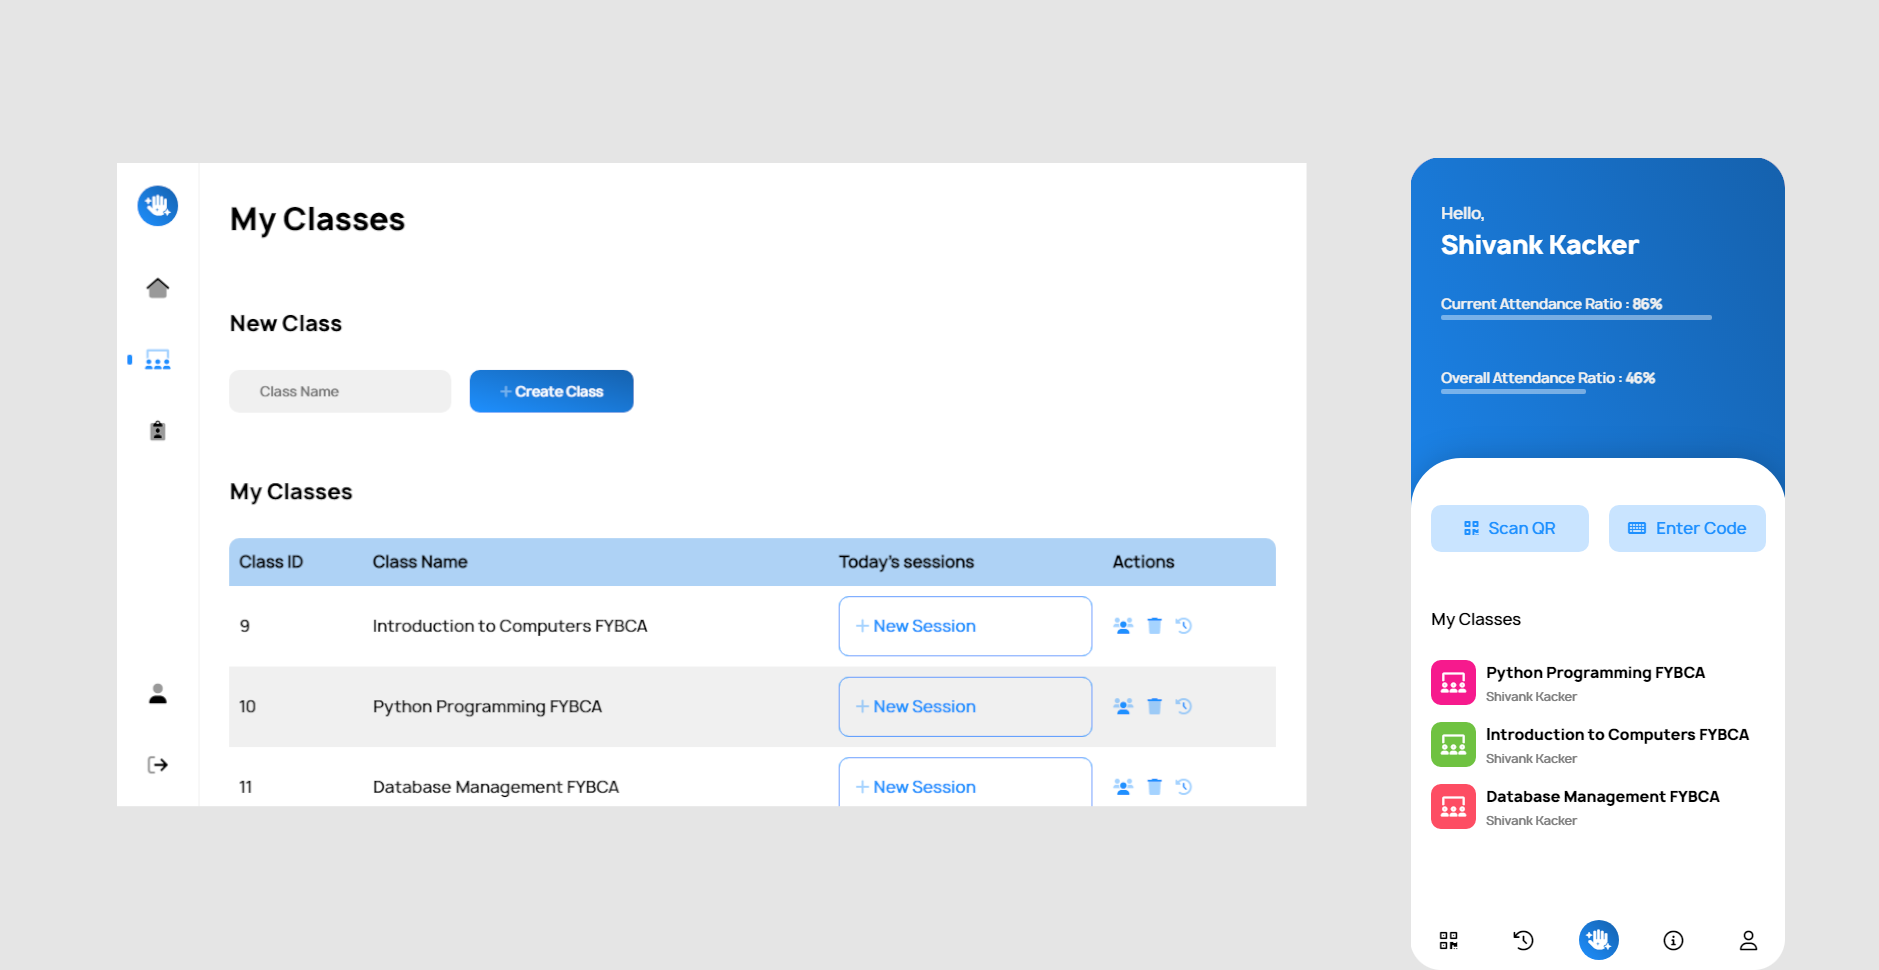 My Classes
New Class
Class Name
+ Create Class
My Classes
Class ID Class Name Today's sessions Actions
9 Introduction to Computers FYBCA + New Session
10 Python Programming FYBCA + New Session
11 Database Management FYBCA + New Session
Hello,
Shivank Kacker
Current Attendance Ratio : 86%
Overall Attendance Ratio : 46%
Scan QR Enter Code
My Classes
Python Programming FYBCA
Shivank Kacker
Introduction to Computers FYBCA
Shivank Kacker
Database Management FYBCA
Shivank Kacker